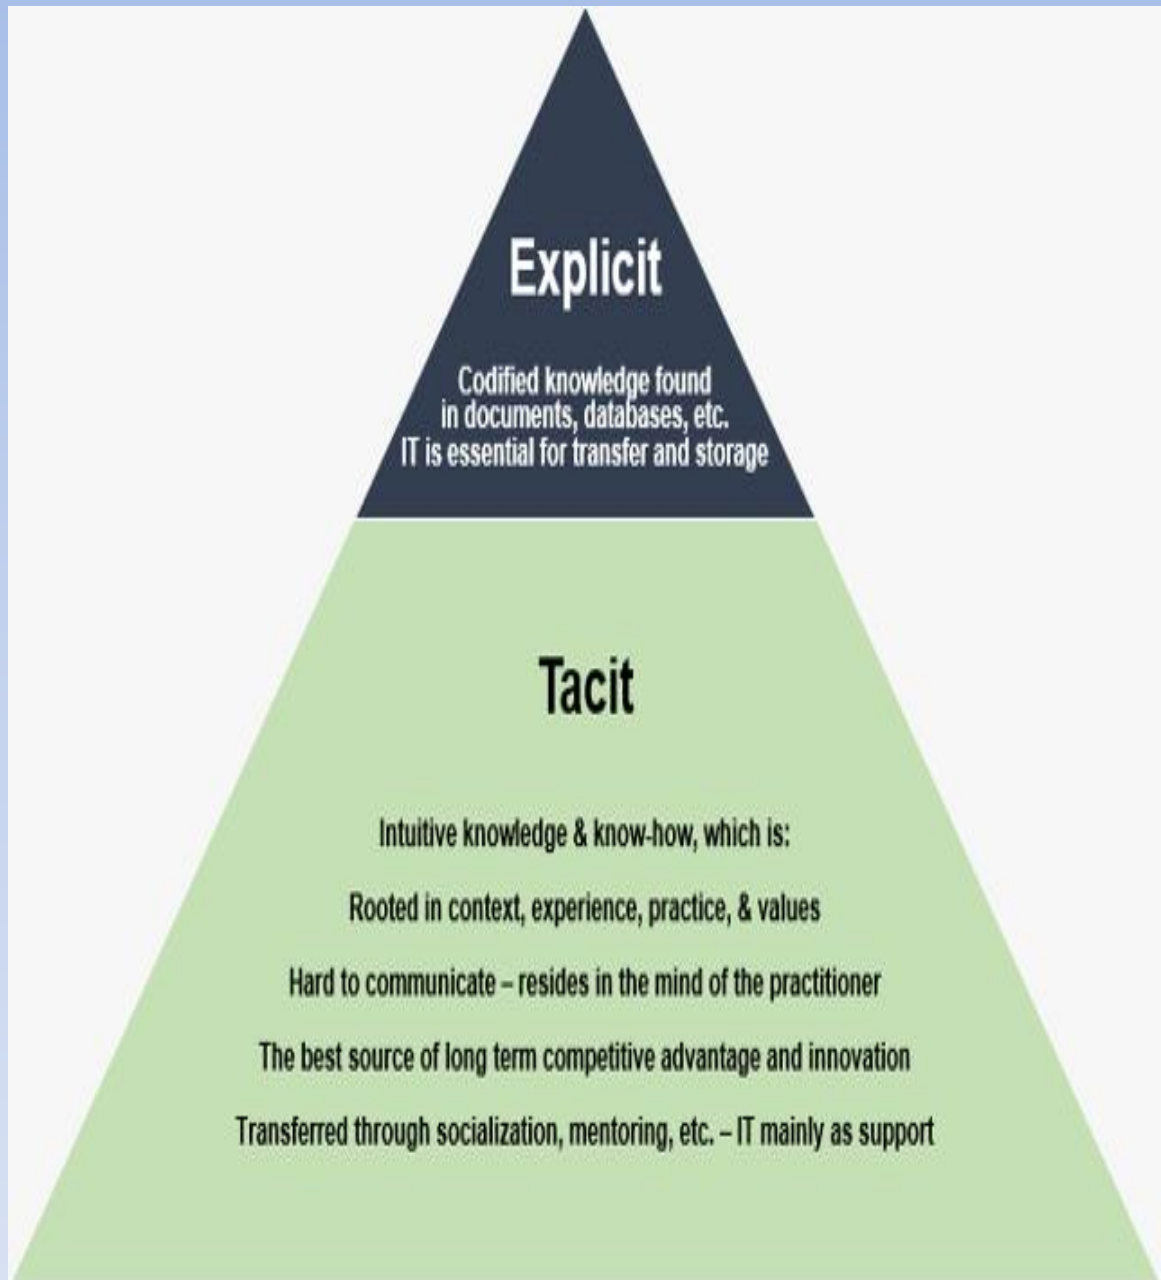 Explicit
Codified knowledge found
in documents, databases, etc.
IT is essential for transfer and storage
Tacit
Intuitive knowledge & know-how, which is:
Rooted in context, experience, practice, & values
Hard to communicate – resides in the mind of the practitioner
The best source of long term competitive advantage and innovation
Transferred through socialization, mentoring, etc. – IT mainly as support